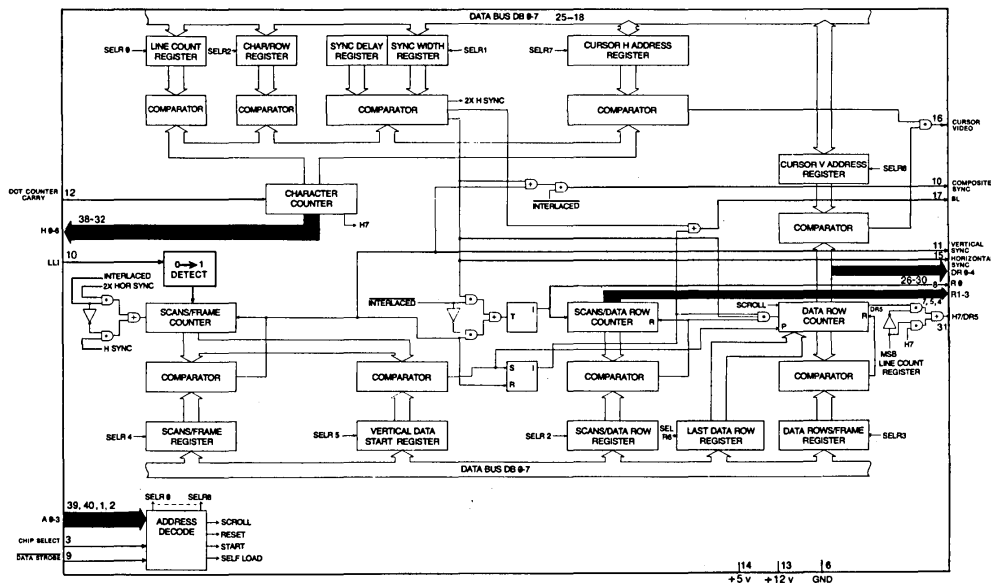 DATA BUS DB 0-7 25-18
SELR 0
LINE COUNT
REGISTER
SELR2
CHAR/ROW
REGISTER
SYNC DELAY
REGISTER
SYNC WIDTH
REGISTER
SELR1
SELR7
CURSOR H ADDRESS
REGISTER
COMPARATOR
COMPARATOR
COMPARATOR
2X H SYNC
COMPARATOR
16
CURSOR
VIDEO
CURSOR V ADDRESS
REGISTER
SELR8
DOT COUNTER
CARRY
12
CHARACTER
COUNTER
H7
INTERLACED
10
COMPOSITE
SYNC
17
BL
38-32
H 0-6
COMPARATOR
LLI
10
0→1
DETECT
11
VERTICAL
SYNC
15
HORIZONTAL
SYNC
DR 0-4
INTERLACED
2X HOR SYNC
SCANS/FRAME
COUNTER
H SYNC
INTERLACED
T
I
26-30
8
R 0
R1-3
SCANS/DATA ROW
COUNTER
R
SCROLL
DATA ROW
COUNTER
P
R
DR5
7, 5, 4
H7/DR5
31
H7
MSB
LINE COUNT
REGISTER
COMPARATOR
COMPARATOR
S
I
R
COMPARATOR
COMPARATOR
SELR 4
SCANS/FRAME
REGISTER
SELR 5
VERTICAL DATA
START REGISTER
SELR 2
SCANS/DATA ROW
REGISTER
SEL
R6
LAST DATA ROW
REGISTER
DATA ROWS/FRAME
REGISTER
SELR3
DATA BUS DB 0-7
SELR 0
SELR8
39, 40, 1, 2
A 0-3
ADDRESS
DECODE
SCROLL
RESET
START
SELF LOAD
CHIP SELECT
3
DATA STROBE
9
14
+5 v
13
+12 v
6
GND